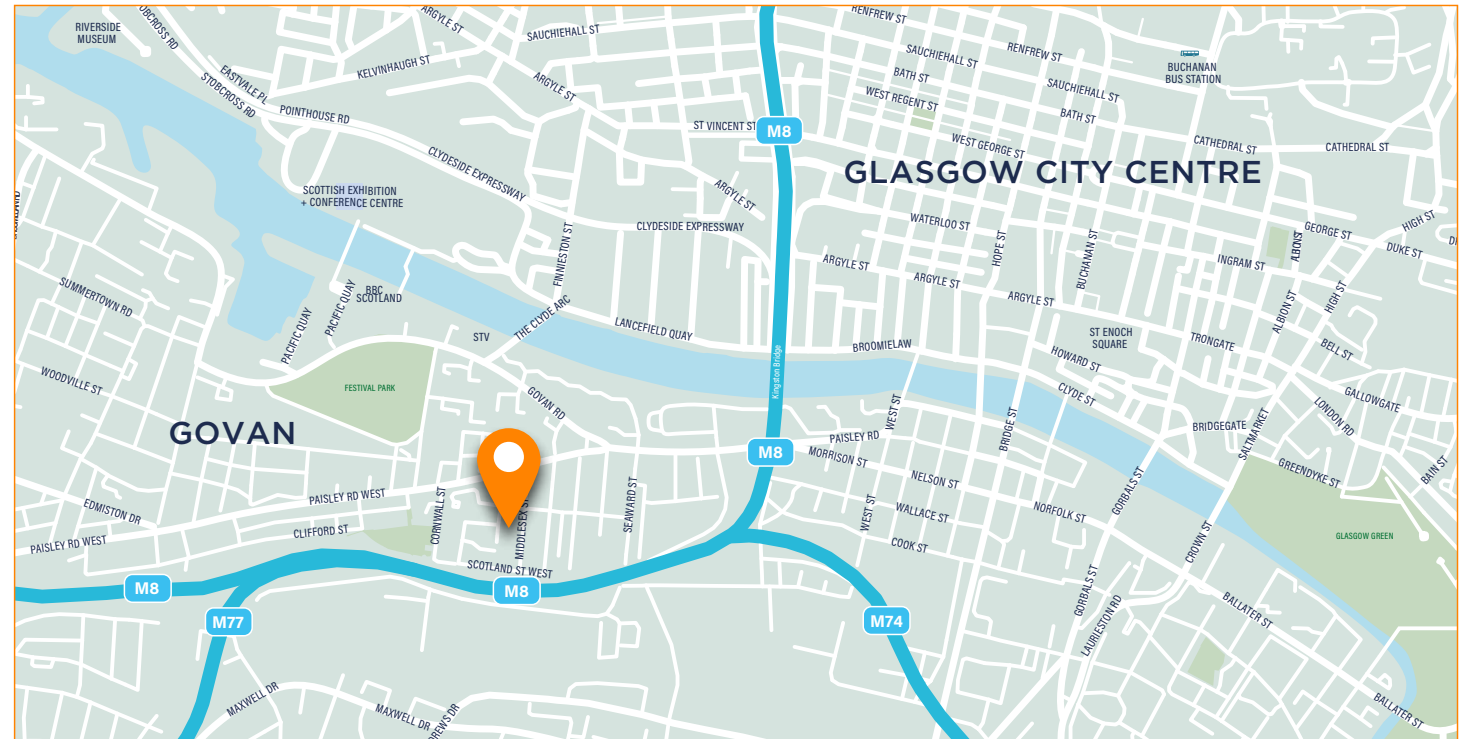 RIVERSIDE
MUSEUM
STOBCROSS RD
ARGYLE ST
SAUCHIEHALL ST
RENFREW ST
SAUCHIEHALL ST
RENFREW ST
BUCHANAN
BUS STATION
EASTVALE PL
STOBCROSS RD
KELVINHAUGH ST
ARGYLE ST
BATH ST
SAUCHIEHALL ST
WEST REGENT ST
BATH ST
POINTHOUSE RD
ST VINCENT ST
M8
WEST GEORGE ST
CATHEDRAL ST
CATHEDRAL ST
CLYDESIDE EXPRESSWAY
GLASGOW CITY CENTRE
SCOTTISH EXHIBITION
+ CONFERENCE CENTRE
ARGYLE ST
CLYDESIDE EXPRESSWAY
WATERLOO ST
HOPE ST
BUCHANAN ST
GEORGE ST
HIGH ST
DUKE ST
FINNIESTON ST
ARGYLE ST
ARGYLE ST
ARGYLE ST
INGRAM ST
ALBION ST
HIGH ST
SUMMERTOWN RD
PACIFIC QUAY
PACIFIC QUAY
BBC
SCOTLAND
STV
THE CLYDE ARC
LANCEFIELD QUAY
Kingston Bridge
BROOMIELAW
ST ENOCH
SQUARE
HOWARD ST
TRONGATE
BELL ST
WOODVILLE ST
FESTIVAL PARK
GOVAN RD
CLYDE ST
GALLOWGATE
LONDON RD
GOVAN
WEST ST
BRIDGE ST
BRIDGEGATE
SALTMARKET
PAISLEY RD
M8
MORRISON ST
NELSON ST
GREENDYKE ST
BAIN ST
EDMISTON DR
PAISLEY RD WEST
CORNWALL ST
MIDDLESEX ST
SEAWARD ST
WEST ST
WALLACE ST
NORFOLK ST
GORBALS ST
PAISLEY RD WEST
CLIFFORD ST
COOK ST
CROWN ST
GLASGOW GREEN
SCOTLAND ST WEST
M8
M8
M77
M74
GORBALS ST
LAURIESTON RD
BALLATER ST
MAXWELL DR
MAXWELL DR
BALLATER ST